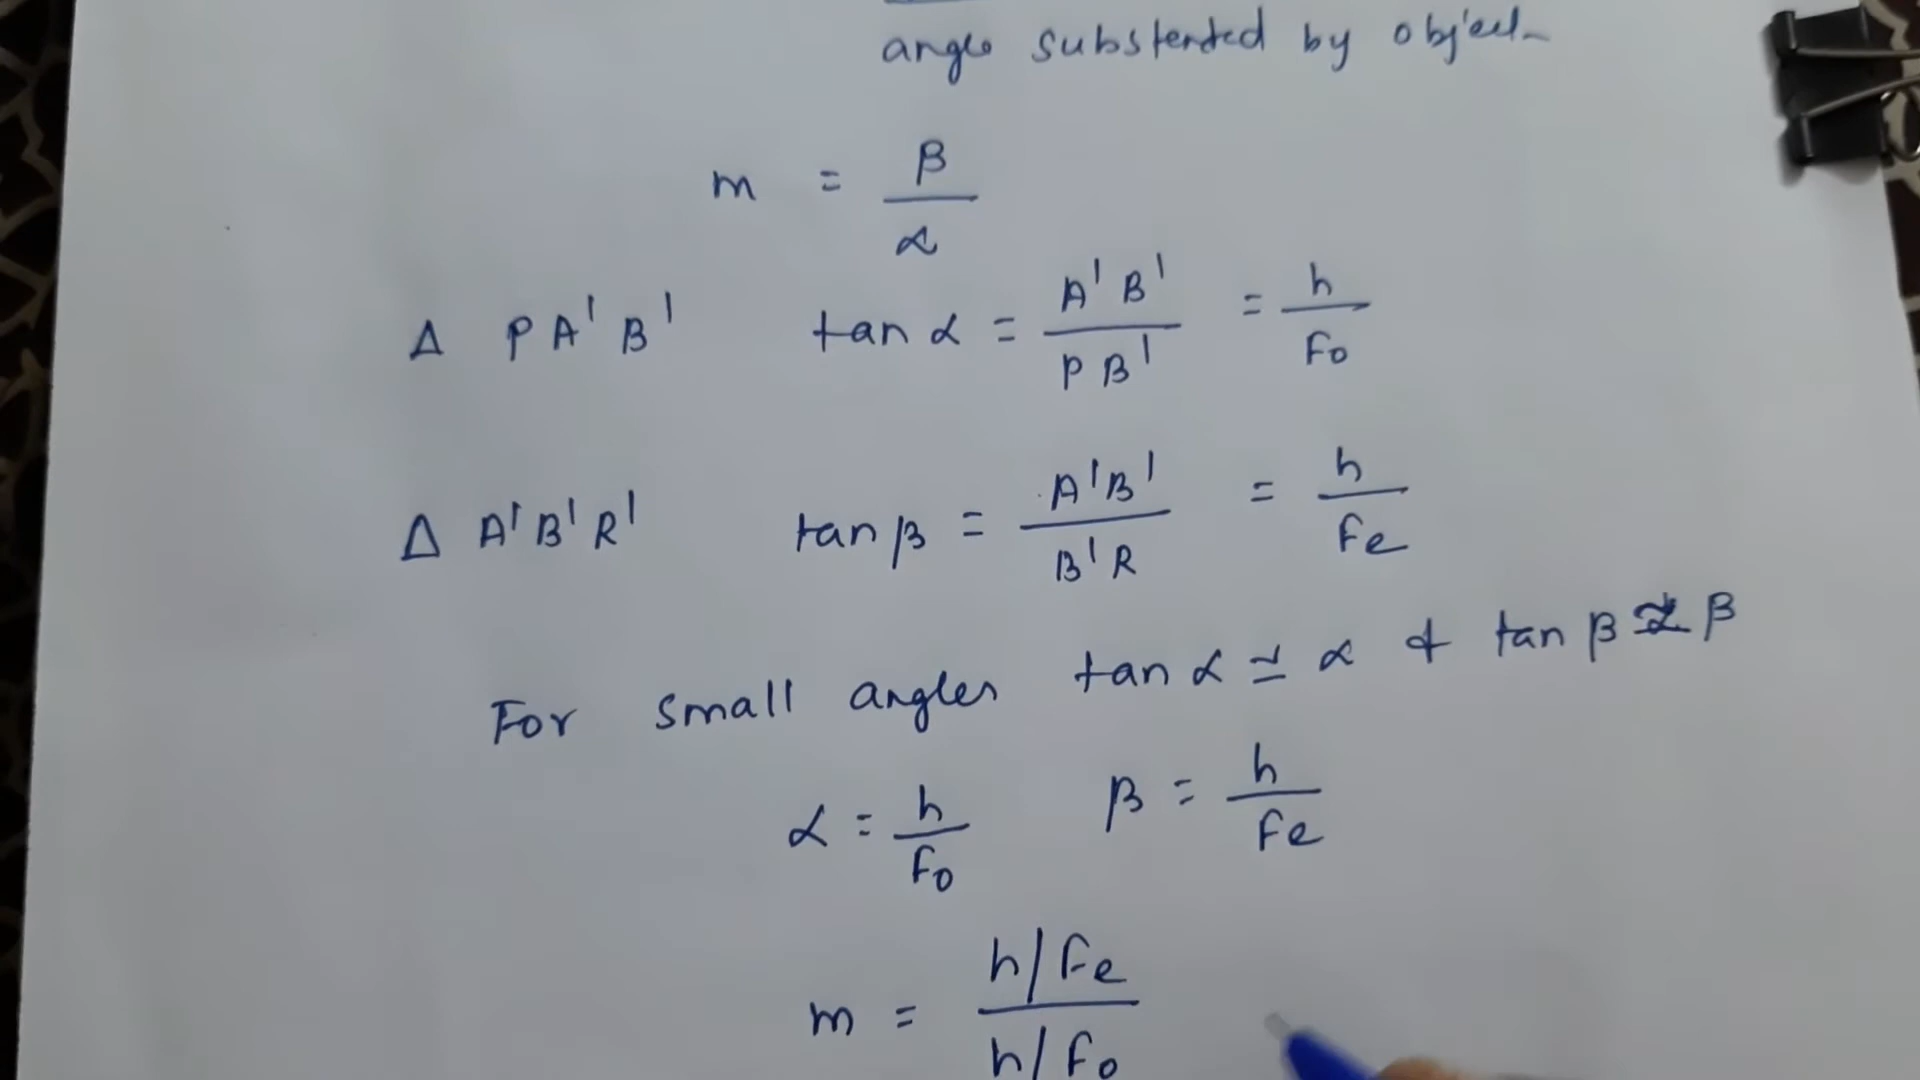 angle substended by object
m = β/α
Δ PA'B' tan α = A'B'/PB' = h/Fo
Δ A'B'R' tan β = A'B'/B'R = h/Fe
For small angles tan α ≃ α & tan β ≃ β
α = h/Fo β = h/Fe
m = h/Fe / h/Fo